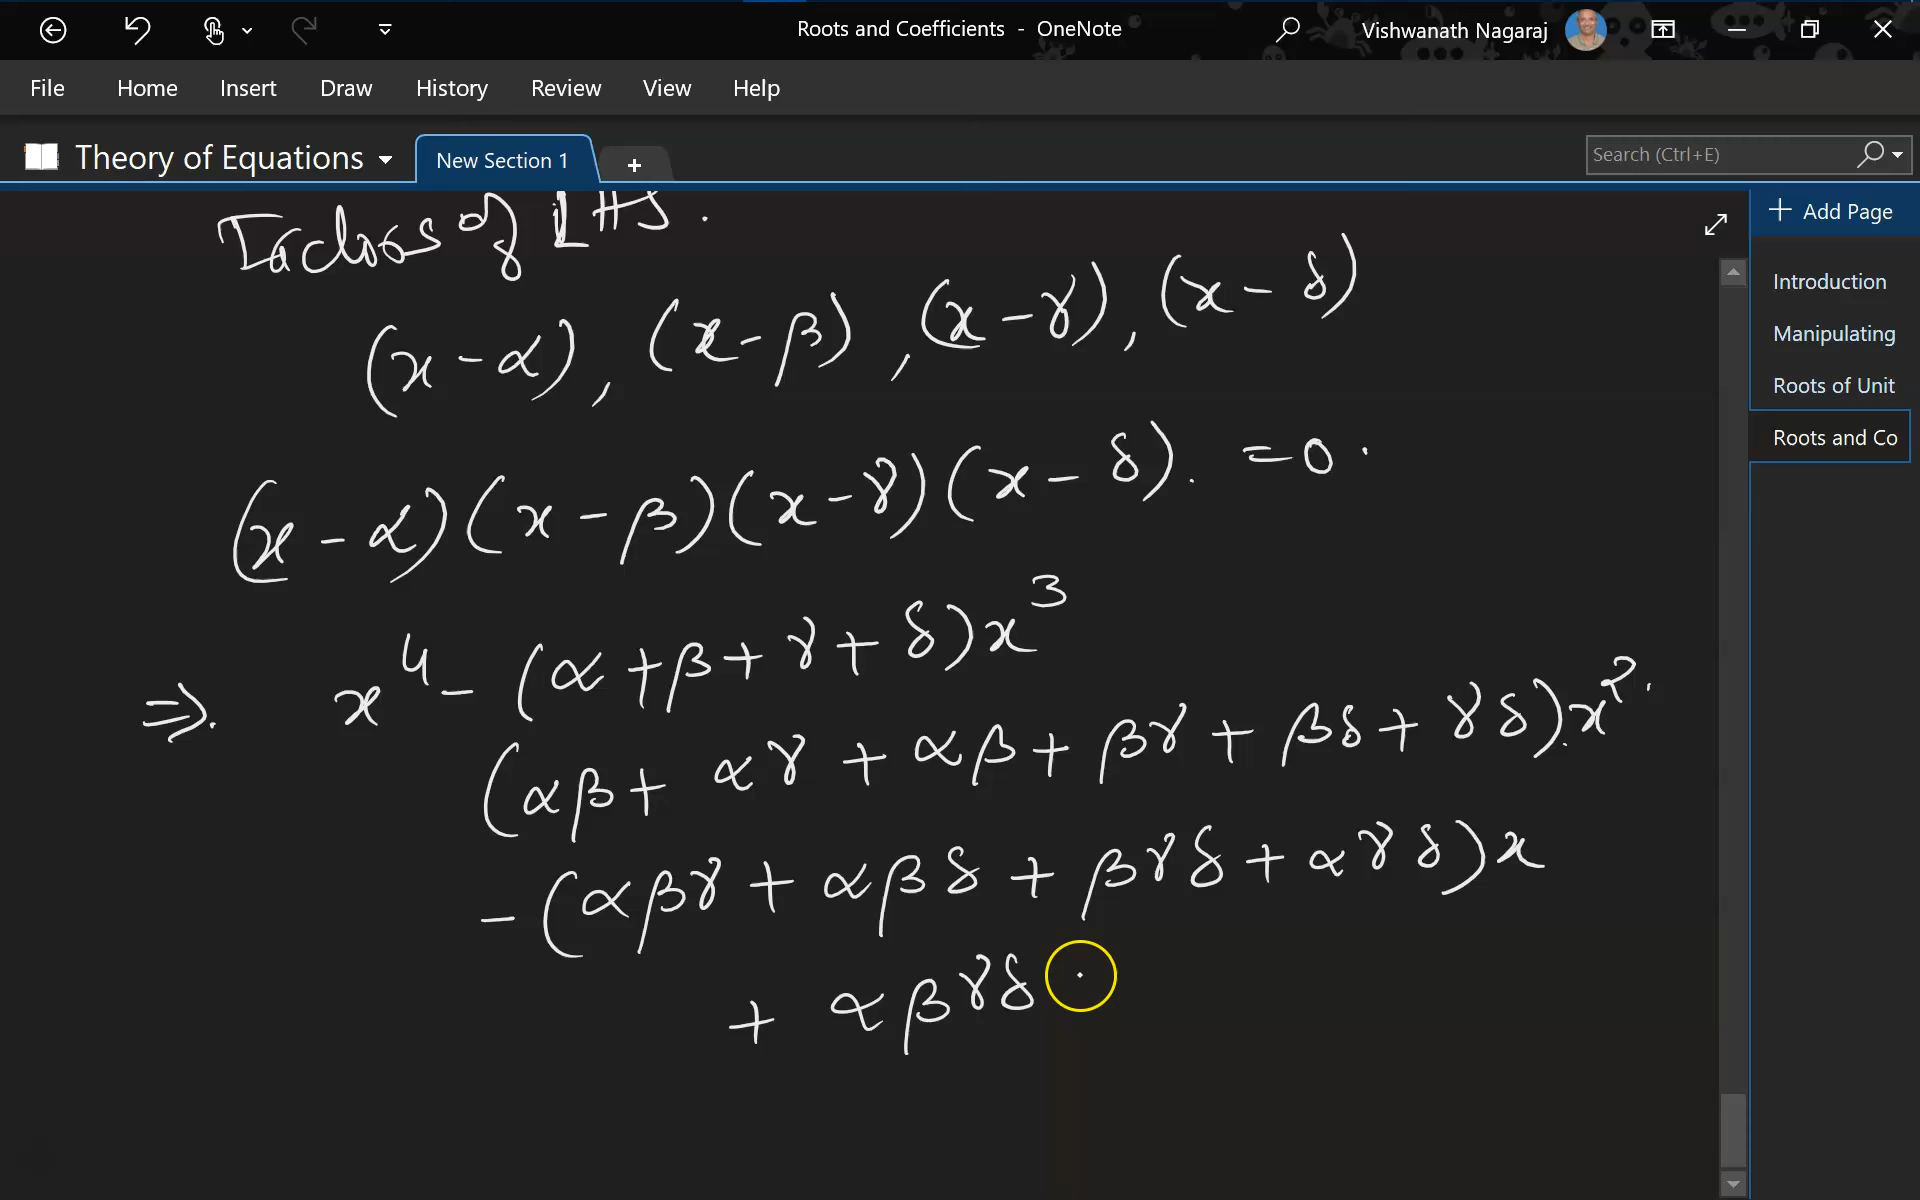 Roots and Coefficients - OneNote
Vishwanath Nagaraj
File Home Insert Draw History Review View Help
Theory of Equations
New Section 1
+
Search (Ctrl+E)
+ Add Page
Introduction
Manipulating
Roots of Unit
Roots and Co
Factors of LHS.
(x - α), (x - β), (x - γ), (x - δ)
(x - α)(x - β)(x - γ)(x - δ). = 0.
⇒. x⁴ - (α + β + γ + δ)x³
(αβ + αγ + αβ + βγ + βδ + γδ).x².
- (αβγ + αβδ + βγδ + αγδ)x
+ αβγδ